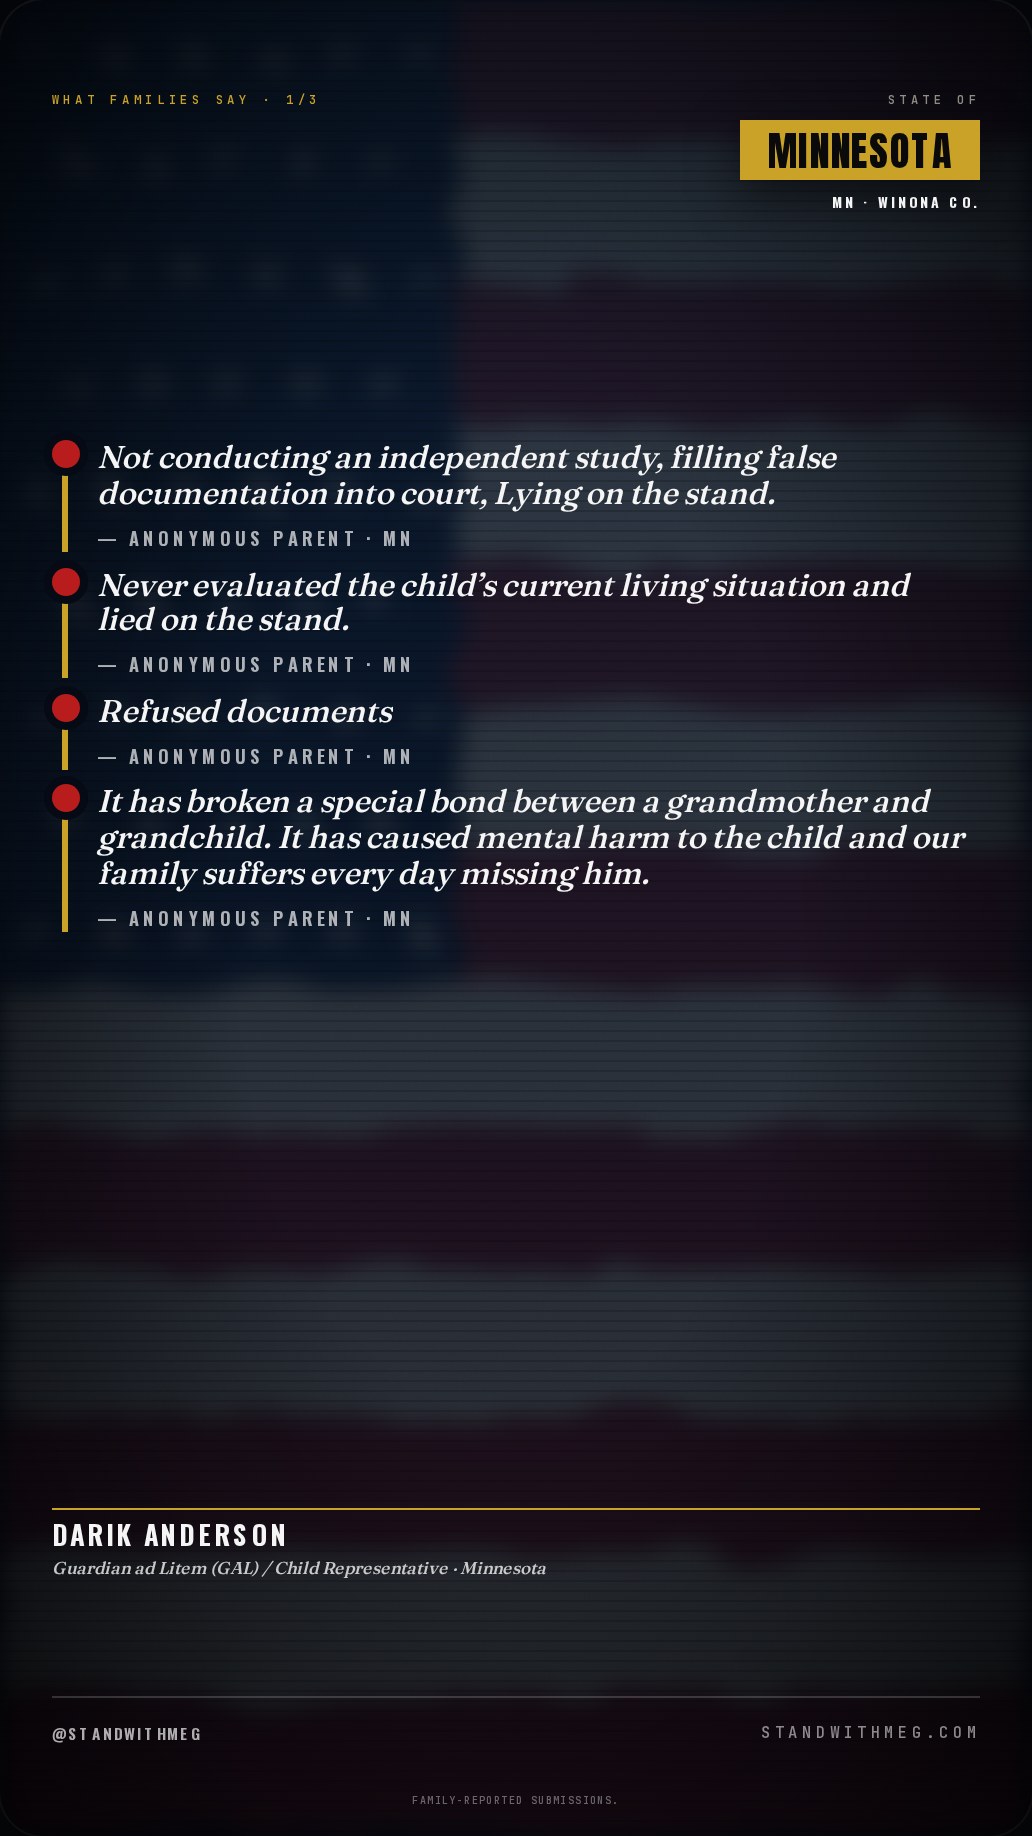 WHAT FAMILIES SAY · 1/3
STATE OF
MINNESOTA
MN · WINONA CO.
Not conducting an independent study, filling false
documentation into court, Lying on the stand.
— ANONYMOUS PARENT · MN
Never evaluated the child’s current living situation and
lied on the stand.
— ANONYMOUS PARENT · MN
Refused documents
— ANONYMOUS PARENT · MN
It has broken a special bond between a grandmother and
grandchild. It has caused mental harm to the child and our
family suffers every day missing him.
— ANONYMOUS PARENT · MN
DARIK ANDERSON
Guardian ad Litem (GAL) / Child Representative · Minnesota
@STANDWITHMEG
STANDWITHMEG.COM
FAMILY-REPORTED SUBMISSIONS.